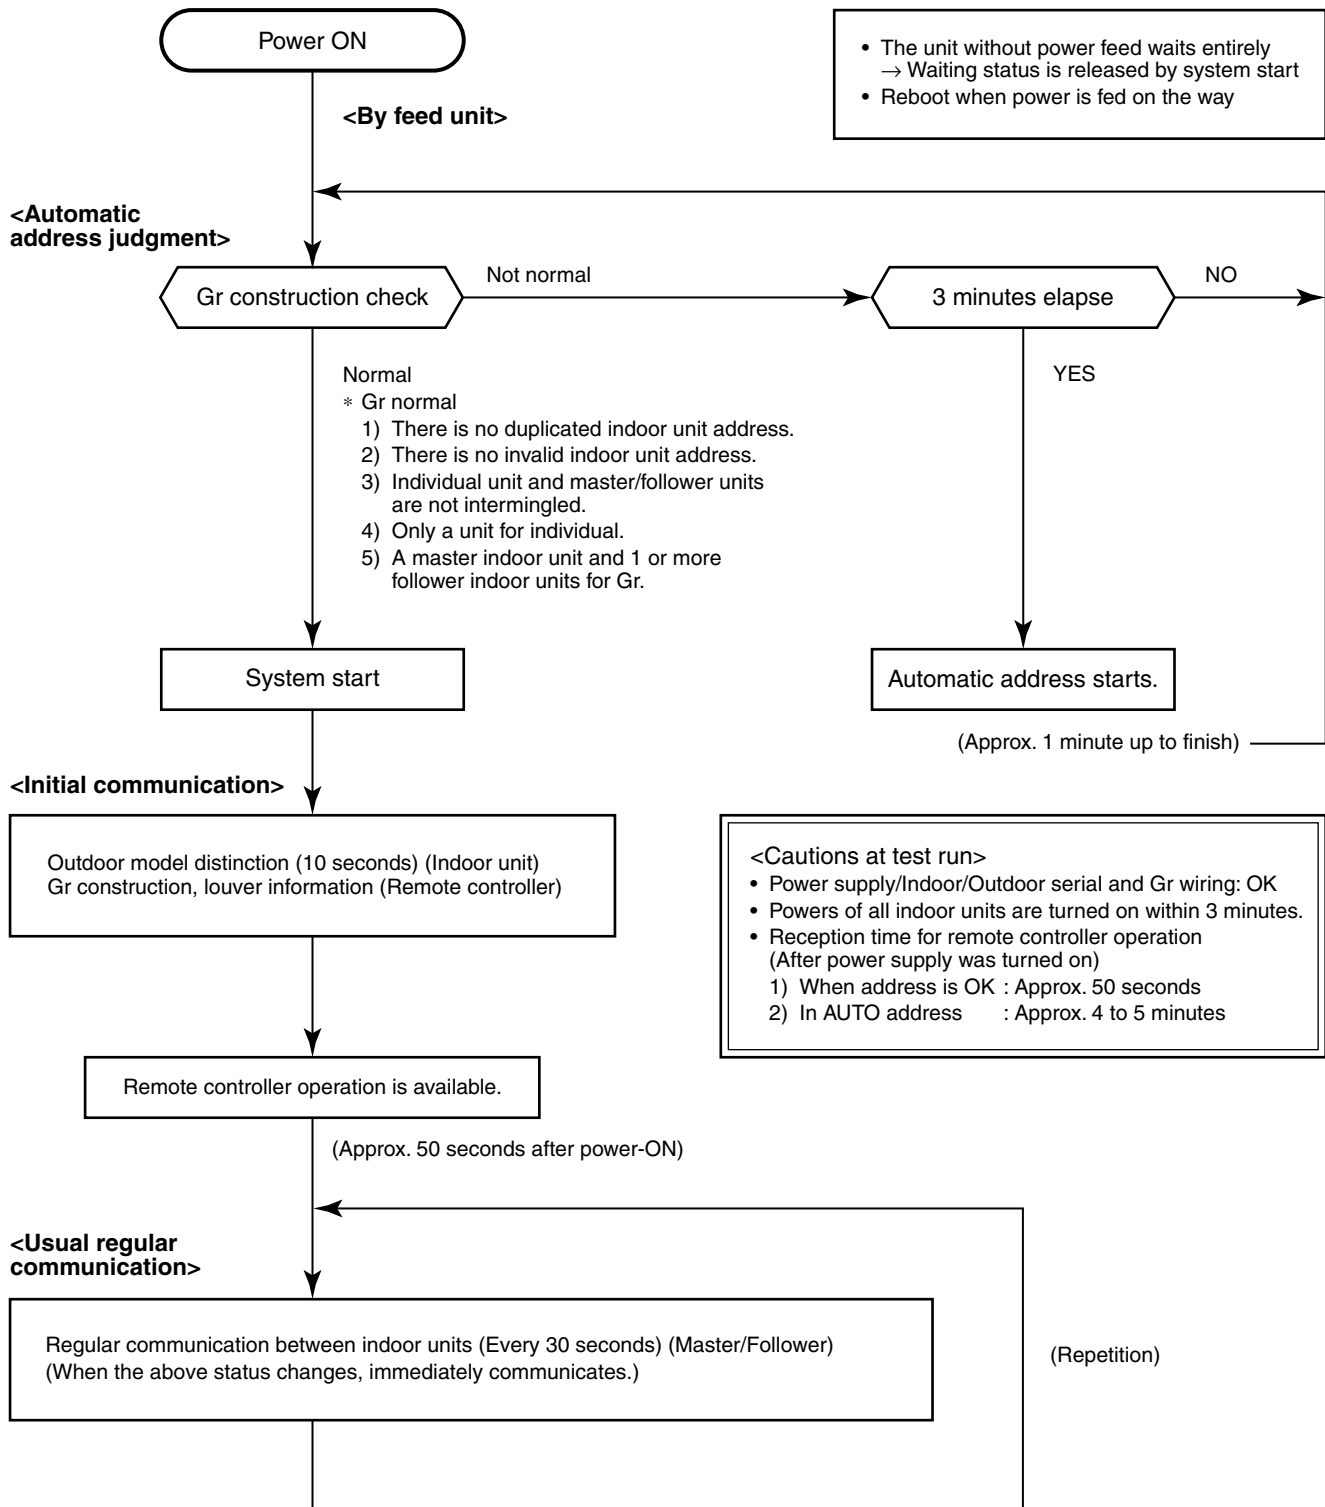 Power ON
• The unit without power feed waits entirely
→ Waiting status is released by system start
• Reboot when power is fed on the way
<By feed unit>
<Automatic
address judgment>
Gr construction check
Not normal
3 minutes elapse
NO
Normal
* Gr normal
1) There is no duplicated indoor unit address.
2) There is no invalid indoor unit address.
3) Individual unit and master/follower units
are not intermingled.
4) Only a unit for individual.
5) A master indoor unit and 1 or more
follower indoor units for Gr.
YES
System start
Automatic address starts.
(Approx. 1 minute up to finish)
<Initial communication>
Outdoor model distinction (10 seconds) (Indoor unit)
Gr construction, louver information (Remote controller)
<Cautions at test run>
• Power supply/Indoor/Outdoor serial and Gr wiring: OK
• Powers of all indoor units are turned on within 3 minutes.
• Reception time for remote controller operation
(After power supply was turned on)
1) When address is OK : Approx. 50 seconds
2) In AUTO address : Approx. 4 to 5 minutes
Remote controller operation is available.
(Approx. 50 seconds after power-ON)
<Usual regular
communication>
Regular communication between indoor units (Every 30 seconds) (Master/Follower)
(When the above status changes, immediately communicates.)
(Repetition)